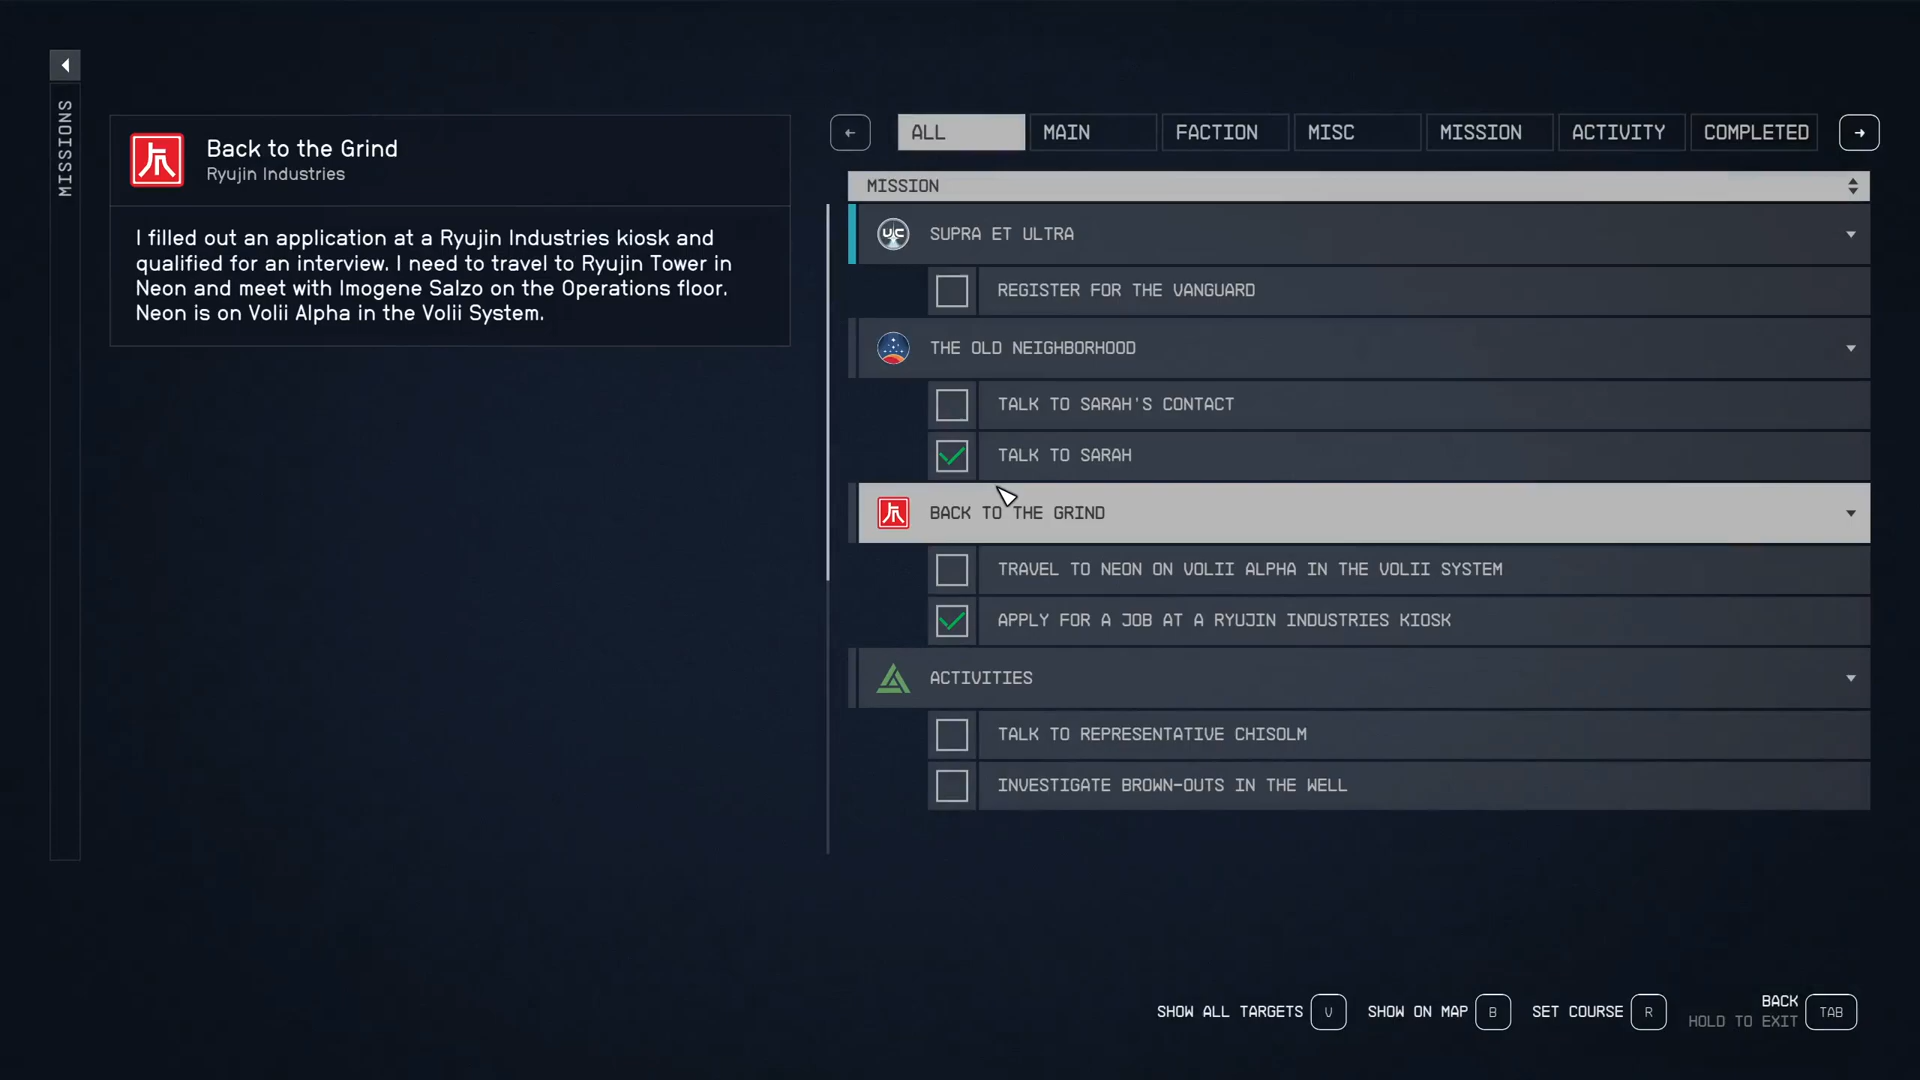 MISSIONS
Back to the Grind
Ryujin Industries
I filled out an application at a Ryujin Industries kiosk and
qualified for an interview. I need to travel to Ryujin Tower in
Neon and meet with Imogene Salzo on the Operations floor.
Neon is on Volii Alpha in the Volii System.
ALL MAIN FACTION MISC MISSION ACTIVITY COMPLETED
MISSION
UC SUPRA ET ULTRA
REGISTER FOR THE VANGUARD
THE OLD NEIGHBORHOOD
TALK TO SARAH'S CONTACT
TALK TO SARAH
BACK TO THE GRIND
TRAVEL TO NEON ON VOLII ALPHA IN THE VOLII SYSTEM
APPLY FOR A JOB AT A RYUJIN INDUSTRIES KIOSK
ACTIVITIES
TALK TO REPRESENTATIVE CHISOLM
INVESTIGATE BROWN-OUTS IN THE WELL
SHOW ALL TARGETS V SHOW ON MAP B SET COURSE R BACK TAB
HOLD TO EXIT